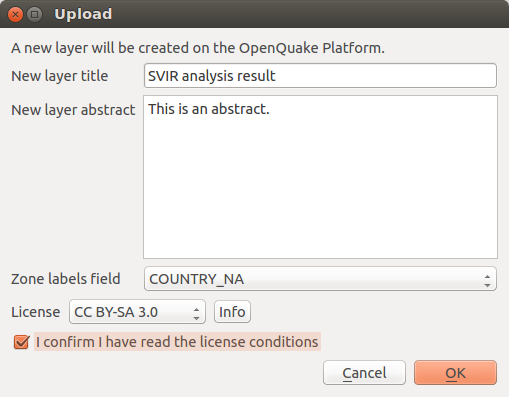 Upload
A new layer will be created on the OpenQuake Platform.
New layer title SVIR analysis result
New layer abstract This is an abstract.
Zone labels field COUNTRY_NA
License CC BY-SA 3.0 Info
I confirm I have read the license conditions
Cancel OK